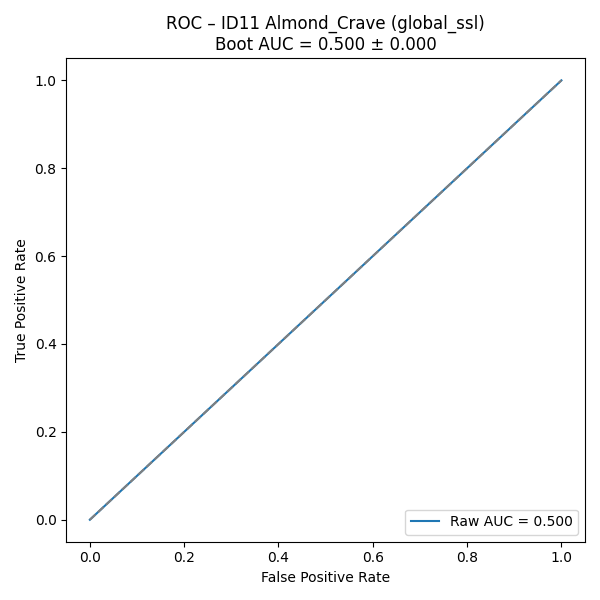 ROC – ID11 Almond_Crave (global_ssl)
Boot AUC = 0.500 ± 0.000
True Positive Rate
1.0
0.8
0.6
0.4
0.2
0.0
Raw AUC = 0.500
0.0 0.2 0.4 0.6 0.8 1.0
False Positive Rate